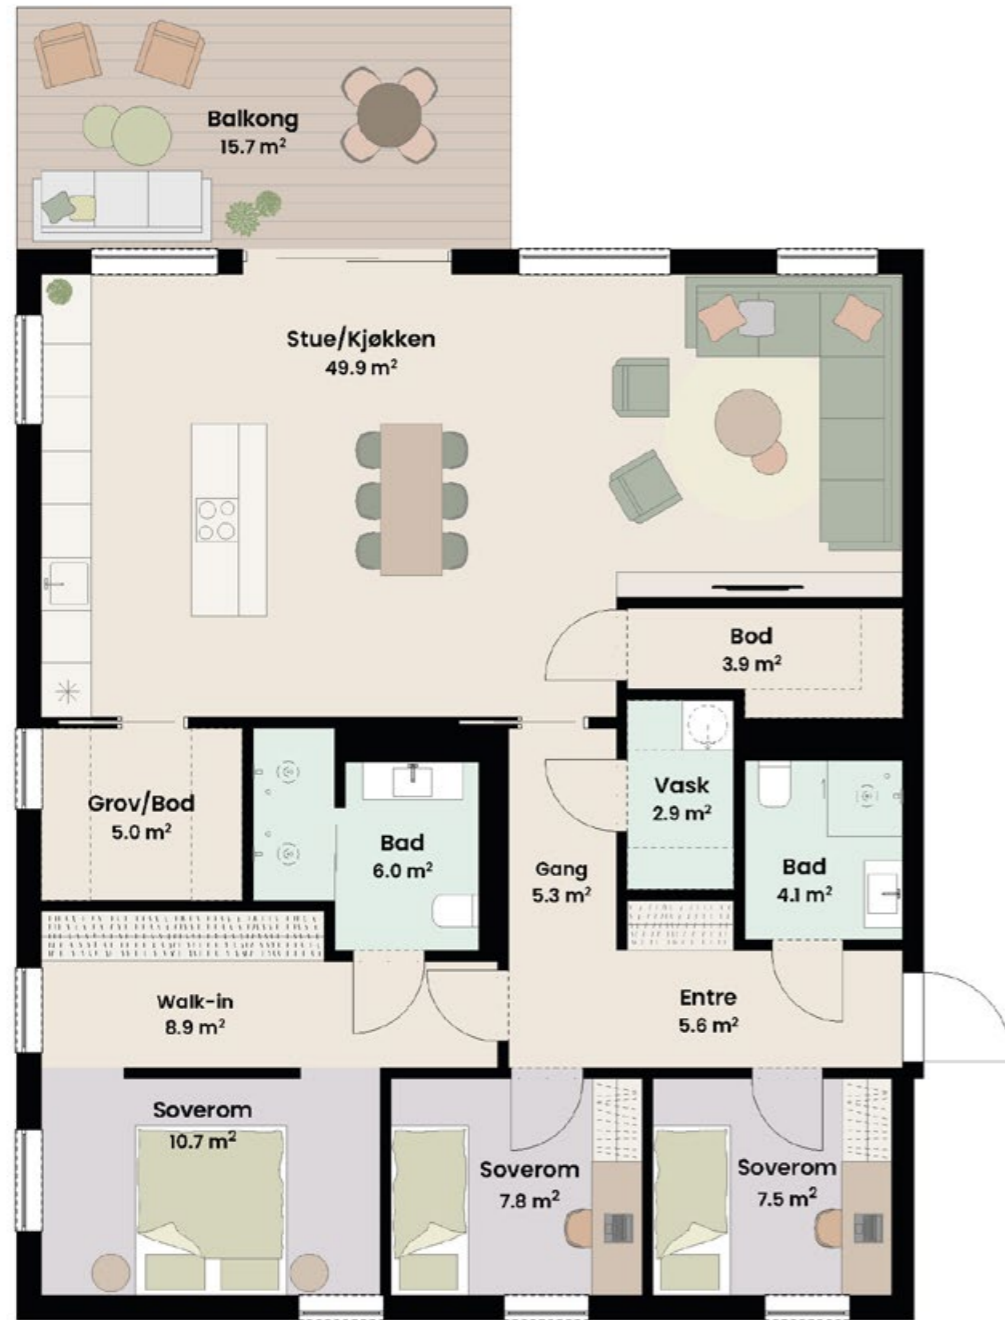 Balkong
15.7 m²
Stue/Kjøkken
49.9 m²
Bod
3.9 m²
Grov/Bod
5.0 m²
Bad
6.0 m²
Vask
2.9 m²
Gang
5.3 m²
Bad
4.1 m²
Walk-in
8.9 m²
Entre
5.6 m²
Soverom
10.7 m²
Soverom
7.8 m²
Soverom
7.5 m²